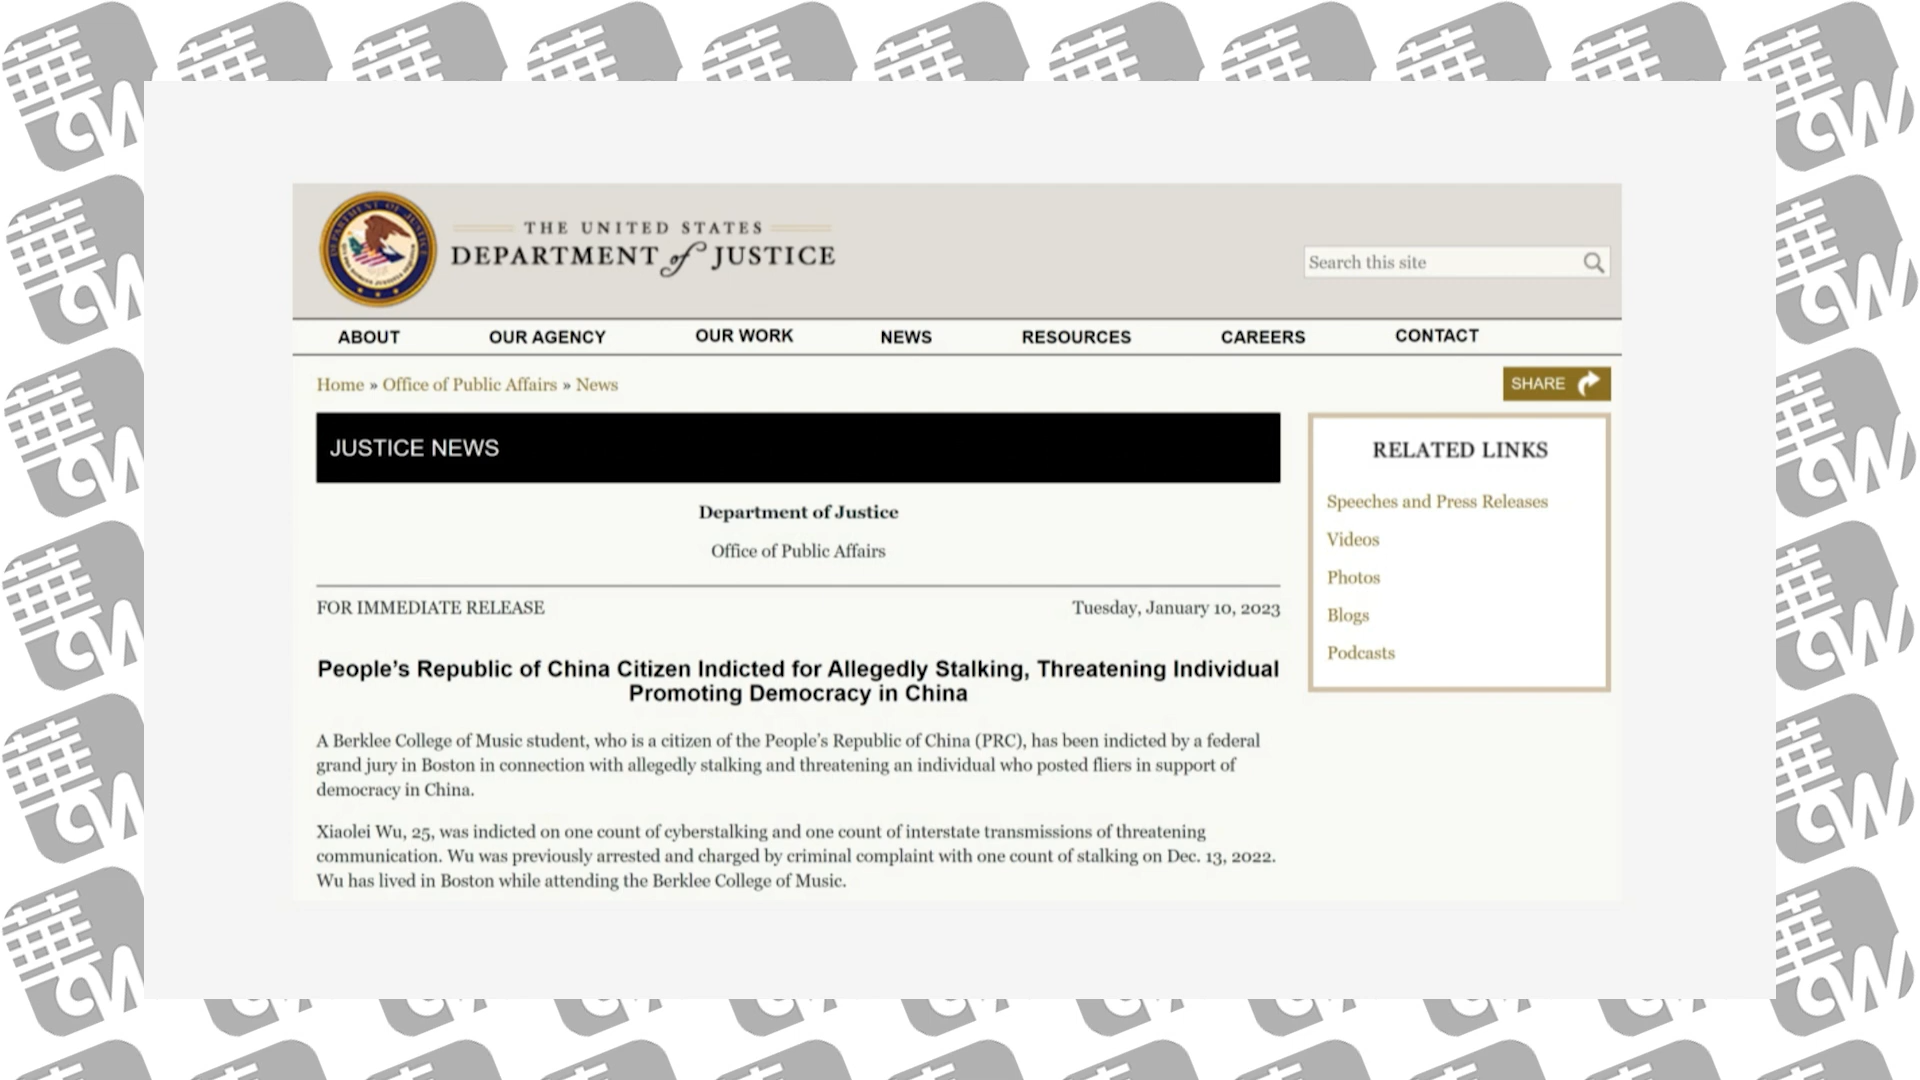 THE UNITED STATES
DEPARTMENT of JUSTICE
Search this site
ABOUT OUR AGENCY OUR WORK NEWS RESOURCES CAREERS CONTACT
Home » Office of Public Affairs » News
SHARE
JUSTICE NEWS
Department of Justice
Office of Public Affairs
FOR IMMEDIATE RELEASE Tuesday, January 10, 2023
People’s Republic of China Citizen Indicted for Allegedly Stalking, Threatening Individual
Promoting Democracy in China
A Berklee College of Music student, who is a citizen of the People’s Republic of China (PRC), has been indicted by a federal
grand jury in Boston in connection with allegedly stalking and threatening an individual who posted fliers in support of
democracy in China.
Xiaolei Wu, 25, was indicted on one count of cyberstalking and one count of interstate transmissions of threatening
communication. Wu was previously arrested and charged by criminal complaint with one count of stalking on Dec. 13, 2022.
Wu has lived in Boston while attending the Berklee College of Music.
RELATED LINKS
Speeches and Press Releases
Videos
Photos
Blogs
Podcasts